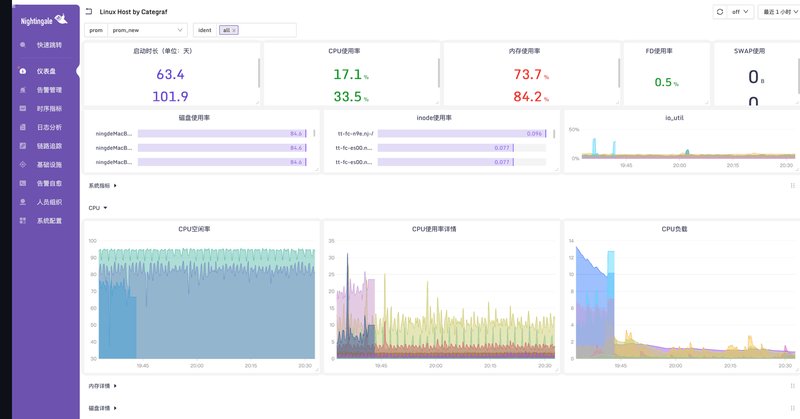 Nightingale
快速跳转
仪表盘
告警管理
时序指标
日志分析
链路追踪
基础设施
告警自愈
人员组织
系统配置
Linux Host by Categraf
off
最近 1 小时
prom
prom_new
ident
all
启动时长（单位：天）
63.4
101.9
CPU使用率
17.1 %
33.5 %
内存使用率
73.7 %
84.2 %
FD使用率
0.5 %
SWAP使用
0 B
0
磁盘使用率
ningdeMacB... 84.6
ningdeMacB... 84.6
ningdeMacB... 84.6
inode使用率
tt-fc-n9e.nj-/ 0.096
tt-fc-es00.n... 0.077
tt-fc-es00.n... 0.077
io_util
50%
0%
19:45 20:00 20:15 20:30
系统指标
CPU
CPU空闲率
100
90
80
70
60
50
40
30
19:45 20:00 20:15 20:30
CPU使用率详情
35
30
25
20
15
10
5
0
19:45 20:00 20:15 20:30
CPU负载
14
12
10
8
6
4
2
0
19:45 20:00 20:15 20:30
内存详情
磁盘详情